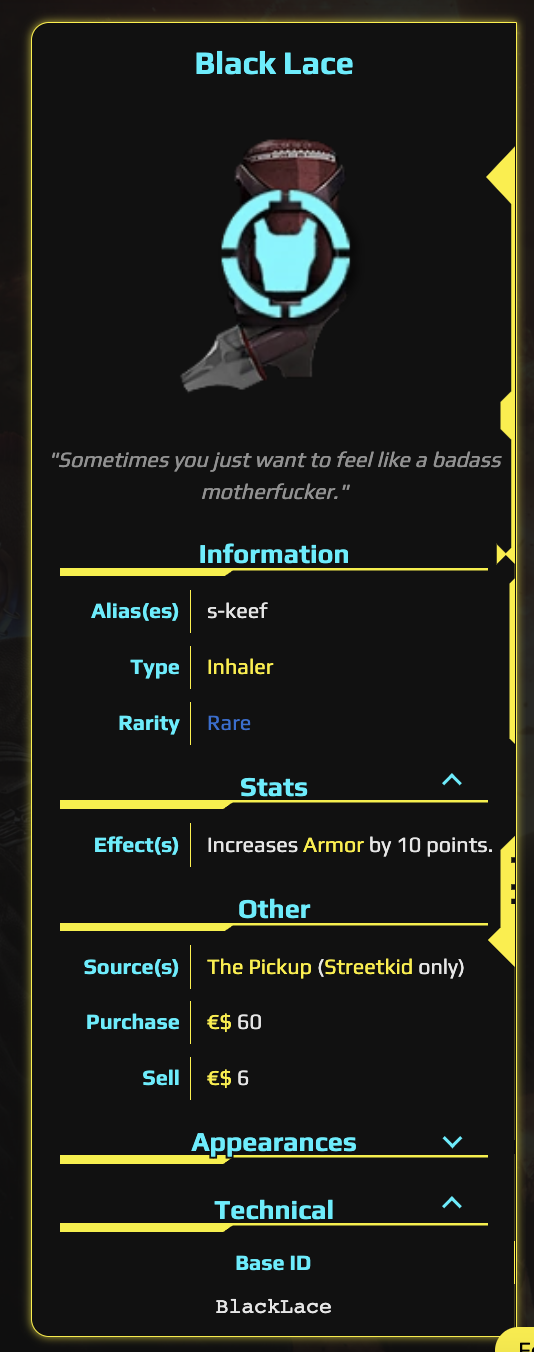 Black Lace
"Sometimes you just want to feel like a badass
motherfucker."
Information
Alias(es) s-keef
Type Inhaler
Rarity Rare
Stats
Effect(s) Increases Armor by 10 points.
Other
Source(s) The Pickup (Streetkid only)
Purchase €$ 60
Sell €$ 6
Appearances
Technical
Base ID
BlackLace